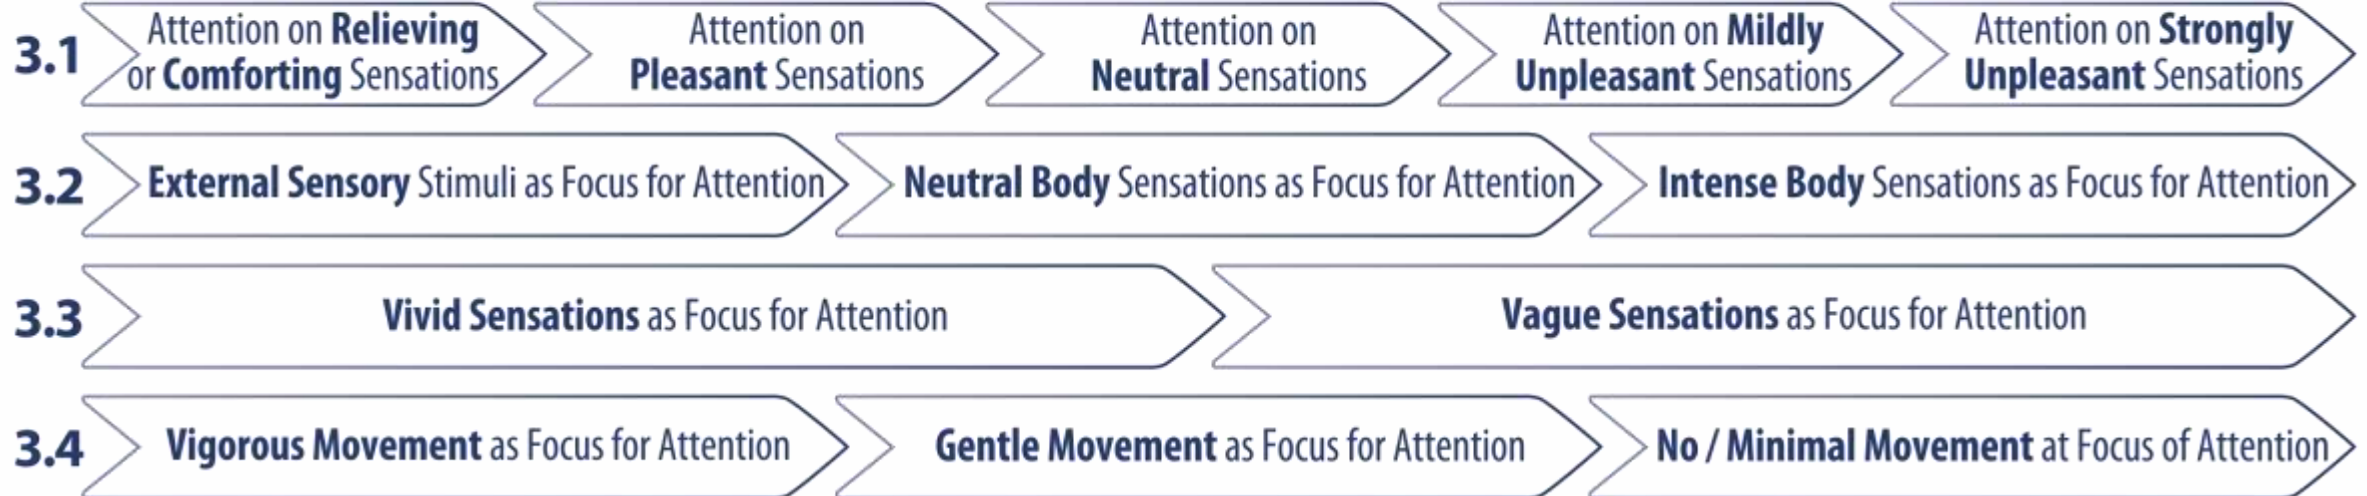 3.1
Attention on Relieving
or Comforting Sensations
Attention on
Pleasant Sensations
Attention on
Neutral Sensations
Attention on Mildly
Unpleasant Sensations
Attention on Strongly
Unpleasant Sensations
3.2
External Sensory Stimuli as Focus for Attention
Neutral Body Sensations as Focus for Attention
Intense Body Sensations as Focus for Attention
3.3
Vivid Sensations as Focus for Attention
Vague Sensations as Focus for Attention
3.4
Vigorous Movement as Focus for Attention
Gentle Movement as Focus for Attention
No / Minimal Movement at Focus of Attention